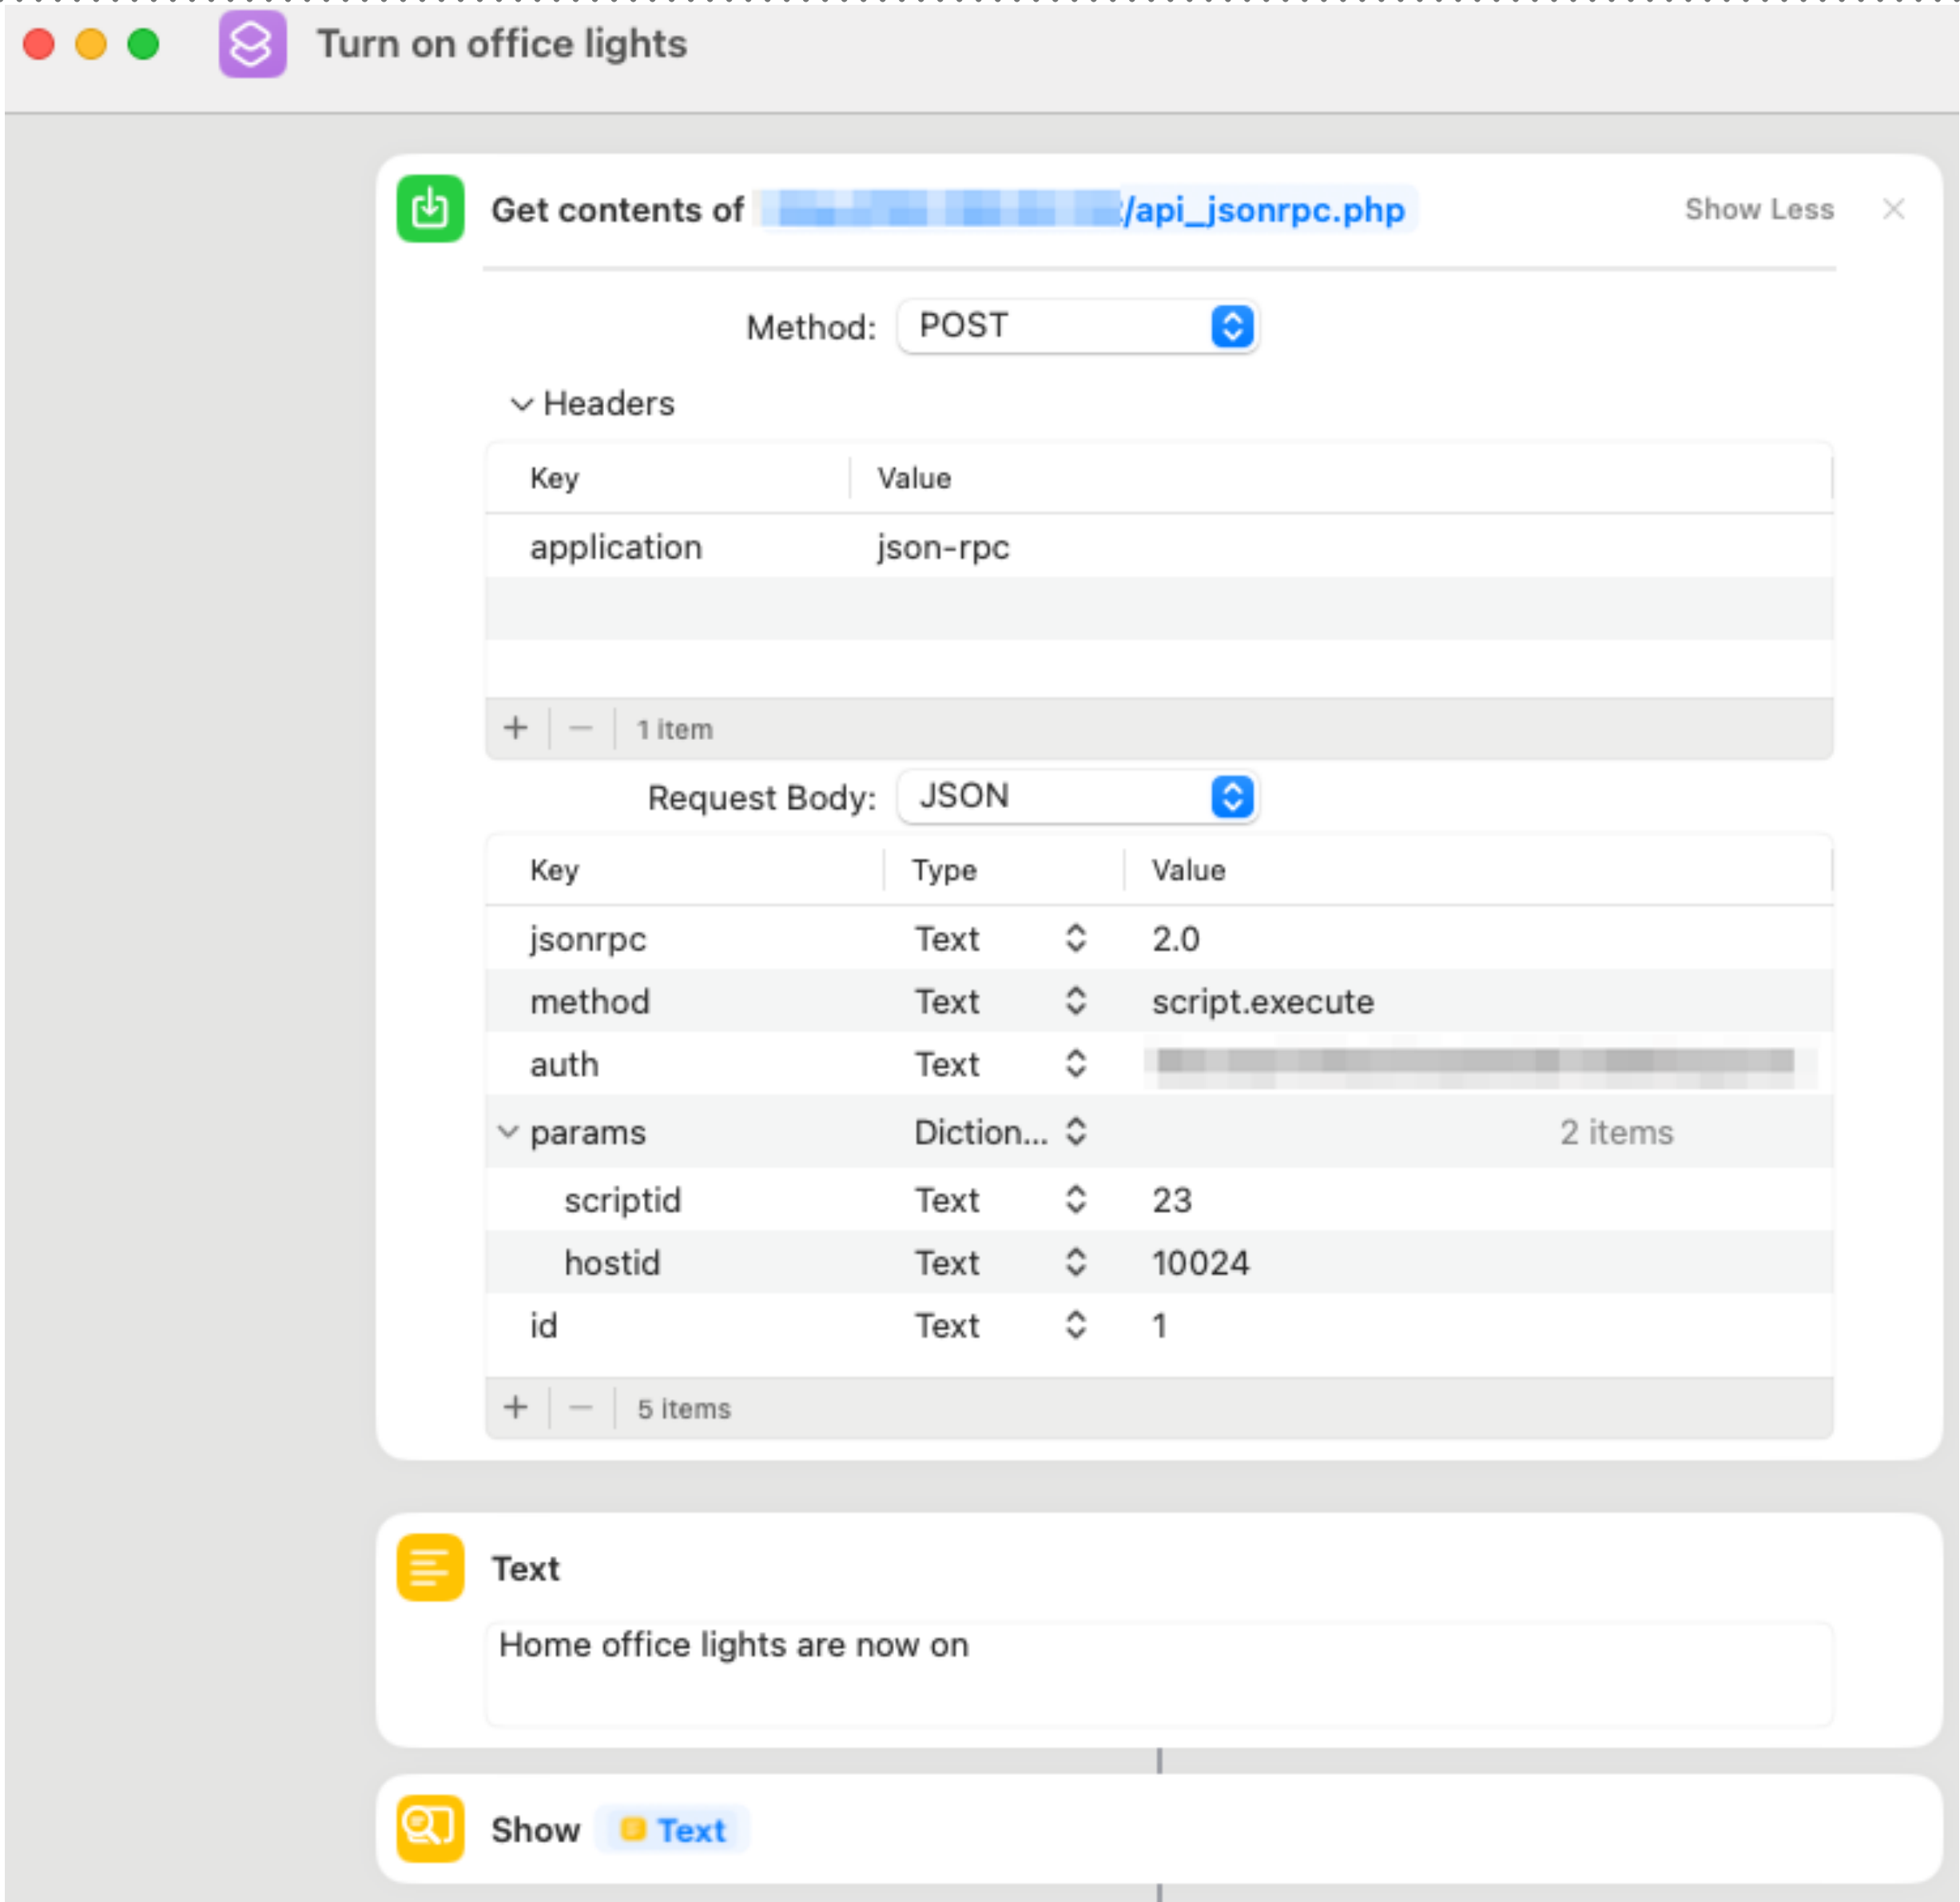 Turn on office lights
Get contents of /api_jsonrpc.php Show Less
Method: POST
Headers
Key Value
application json-rpc
1 item
Request Body: JSON
Key Type Value
jsonrpc Text 2.0
method Text script.execute
auth Text
params Diction... 2 items
scriptid Text 23
hostid Text 10024
id Text 1
5 items
Text
Home office lights are now on
Show Text